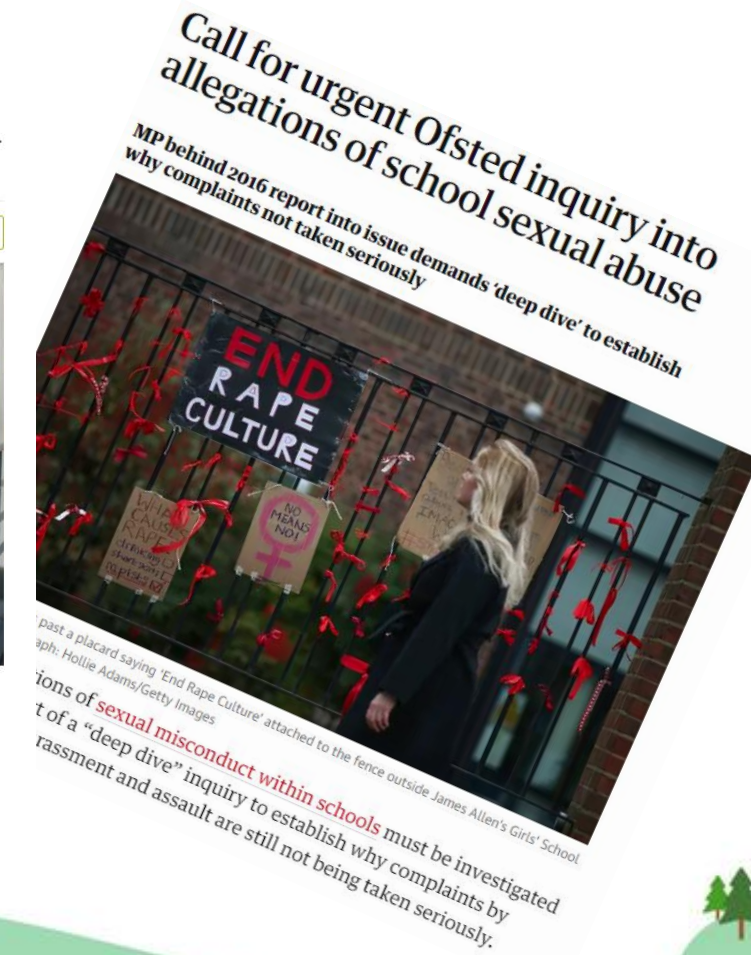 Call for urgent Ofsted inquiry into
allegations of school sexual abuse
MP behind 2016 report into issue demands ‘deep dive’ to establish
why complaints not taken seriously
END
RAPE
CULTURE
WHAT
CAUSES
RAPE?
drinking
NO
MEANS
NO!
past a placard saying ‘End Rape Culture’ attached to the fence outside James Allen’s Girls’ School
aph: Hollie Adams/Getty Images
ions of sexual misconduct within schools must be investigated
t of a “deep dive” inquiry to establish why complaints by
rassment and assault are still not being taken seriously.